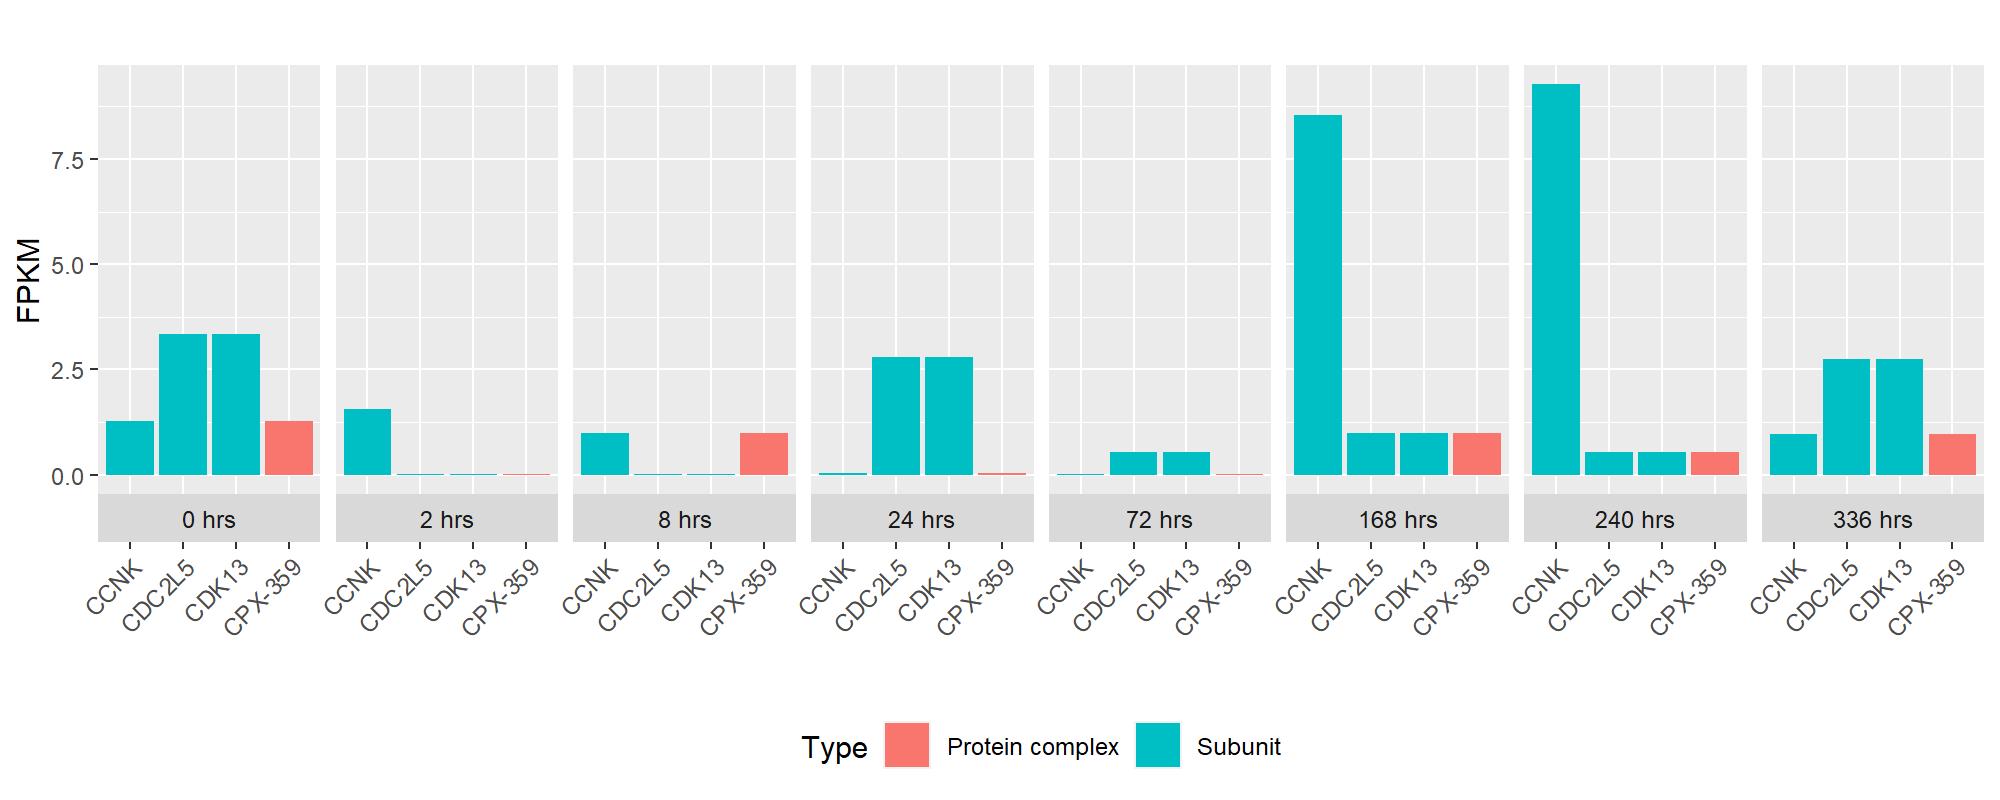 FPKM
7.5
5.0
2.5
0.0
0 hrs 2 hrs 8 hrs 24 hrs 72 hrs 168 hrs 240 hrs 336 hrs
CCNK CDC2L5 CDK13 CPX-359 CCNK CDC2L5 CDK13 CPX-359 CCNK CDC2L5 CDK13 CPX-359 CCNK CDC2L5 CDK13 CPX-359 CCNK CDC2L5 CDK13 CPX-359 CCNK CDC2L5 CDK13 CPX-359 CCNK CDC2L5 CDK13 CPX-359 CCNK CDC2L5 CDK13 CPX-359
Type Protein complex Subunit